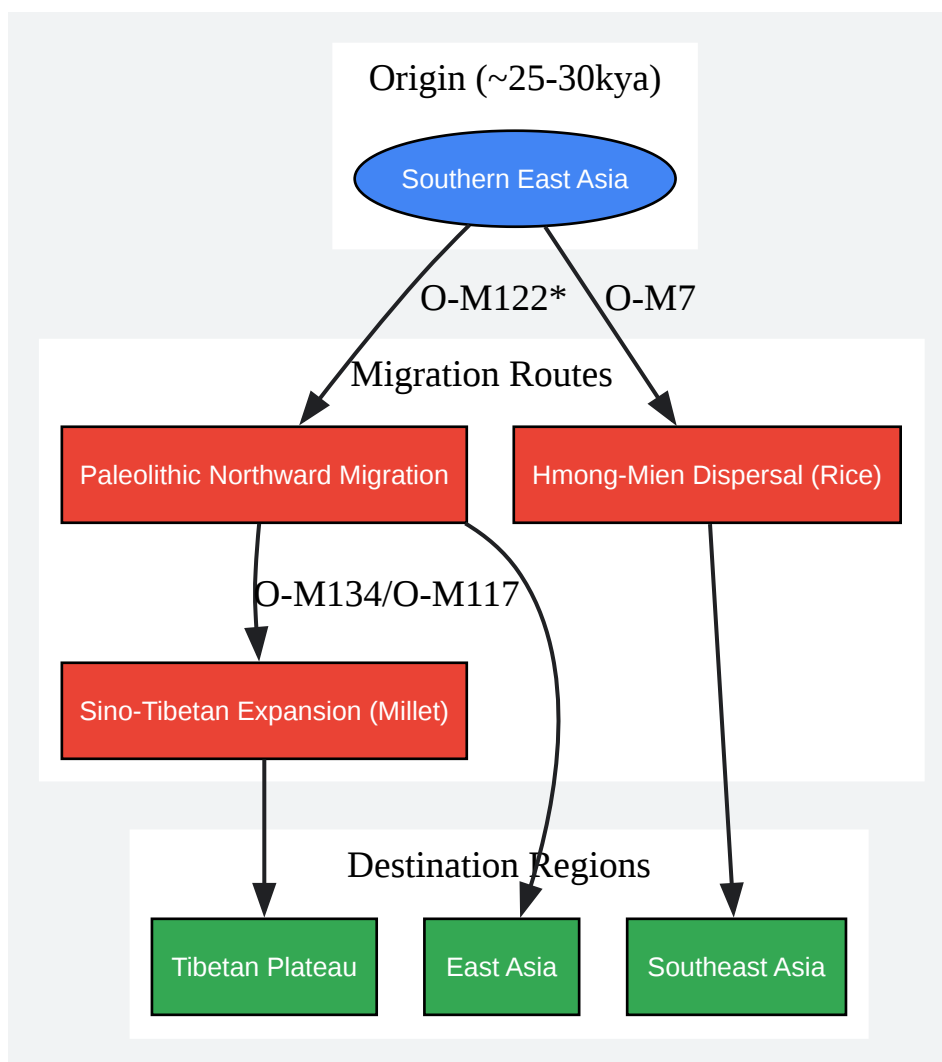 Origin (~25-30kya)
Southern East Asia
O-M122*
O-M7
Migration Routes
Paleolithic Northward Migration
Hmong-Mien Dispersal (Rice)
O-M134/O-M117
Sino-Tibetan Expansion (Millet)
Destination Regions
Tibetan Plateau
East Asia
Southeast Asia